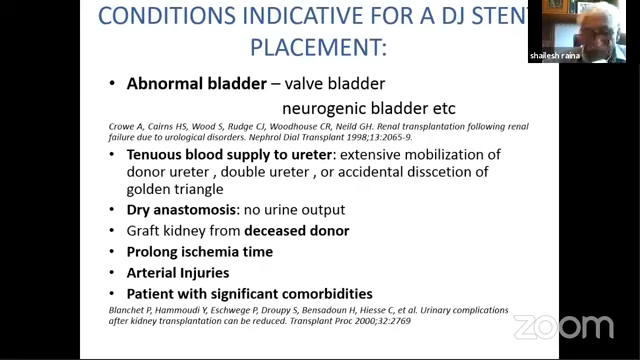 CONDITIONS INDICATIVE FOR A DJ STENT
PLACEMENT:
• Abnormal bladder – valve bladder
neurogenic bladder etc
Crowe A, Cairns HS, Wood S, Rudge CJ, Woodhouse CR, Neild GH. Renal transplantation following renal
failure due to urological disorders. Nephrol Dial Transplant 1998;13:2065-9.
• Tenuous blood supply to ureter: extensive mobilization of
donor ureter , double ureter , or accidental disscetion of
golden triangle
• Dry anastomosis: no urine output
• Graft kidney from deceased donor
• Prolong ischemia time
• Arterial Injuries
• Patient with significant comorbidities
Blanchet P, Hammoudi Y, Eschwege P, Droupy S, Bensadoun H, Hiesse C, et al. Urinary complications
after kidney transplantation can be reduced. Transplant Proc 2000;32:2769
shailesh raina
zoom